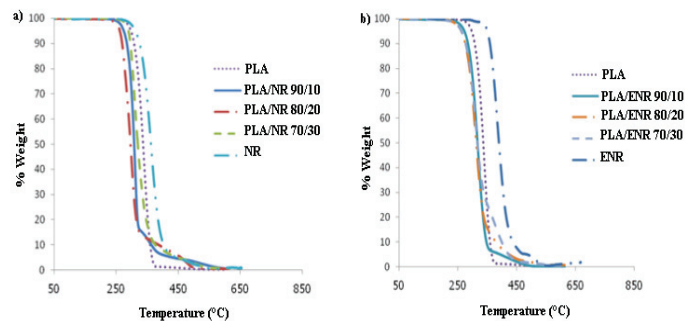 a)
100
90
80
70
60
50
40
30
20
10
0
% Weight
50 250 450 650 850
Temperature (°C)
PLA
PLA/NR 90/10
PLA/NR 80/20
PLA/NR 70/30
NR
b)
100
90
80
70
60
50
40
30
20
10
0
% Weight
50 250 450 650 850
Temperature (°C)
PLA
PLA/ENR 90/10
PLA/ENR 80/20
PLA/ENR 70/30
ENR